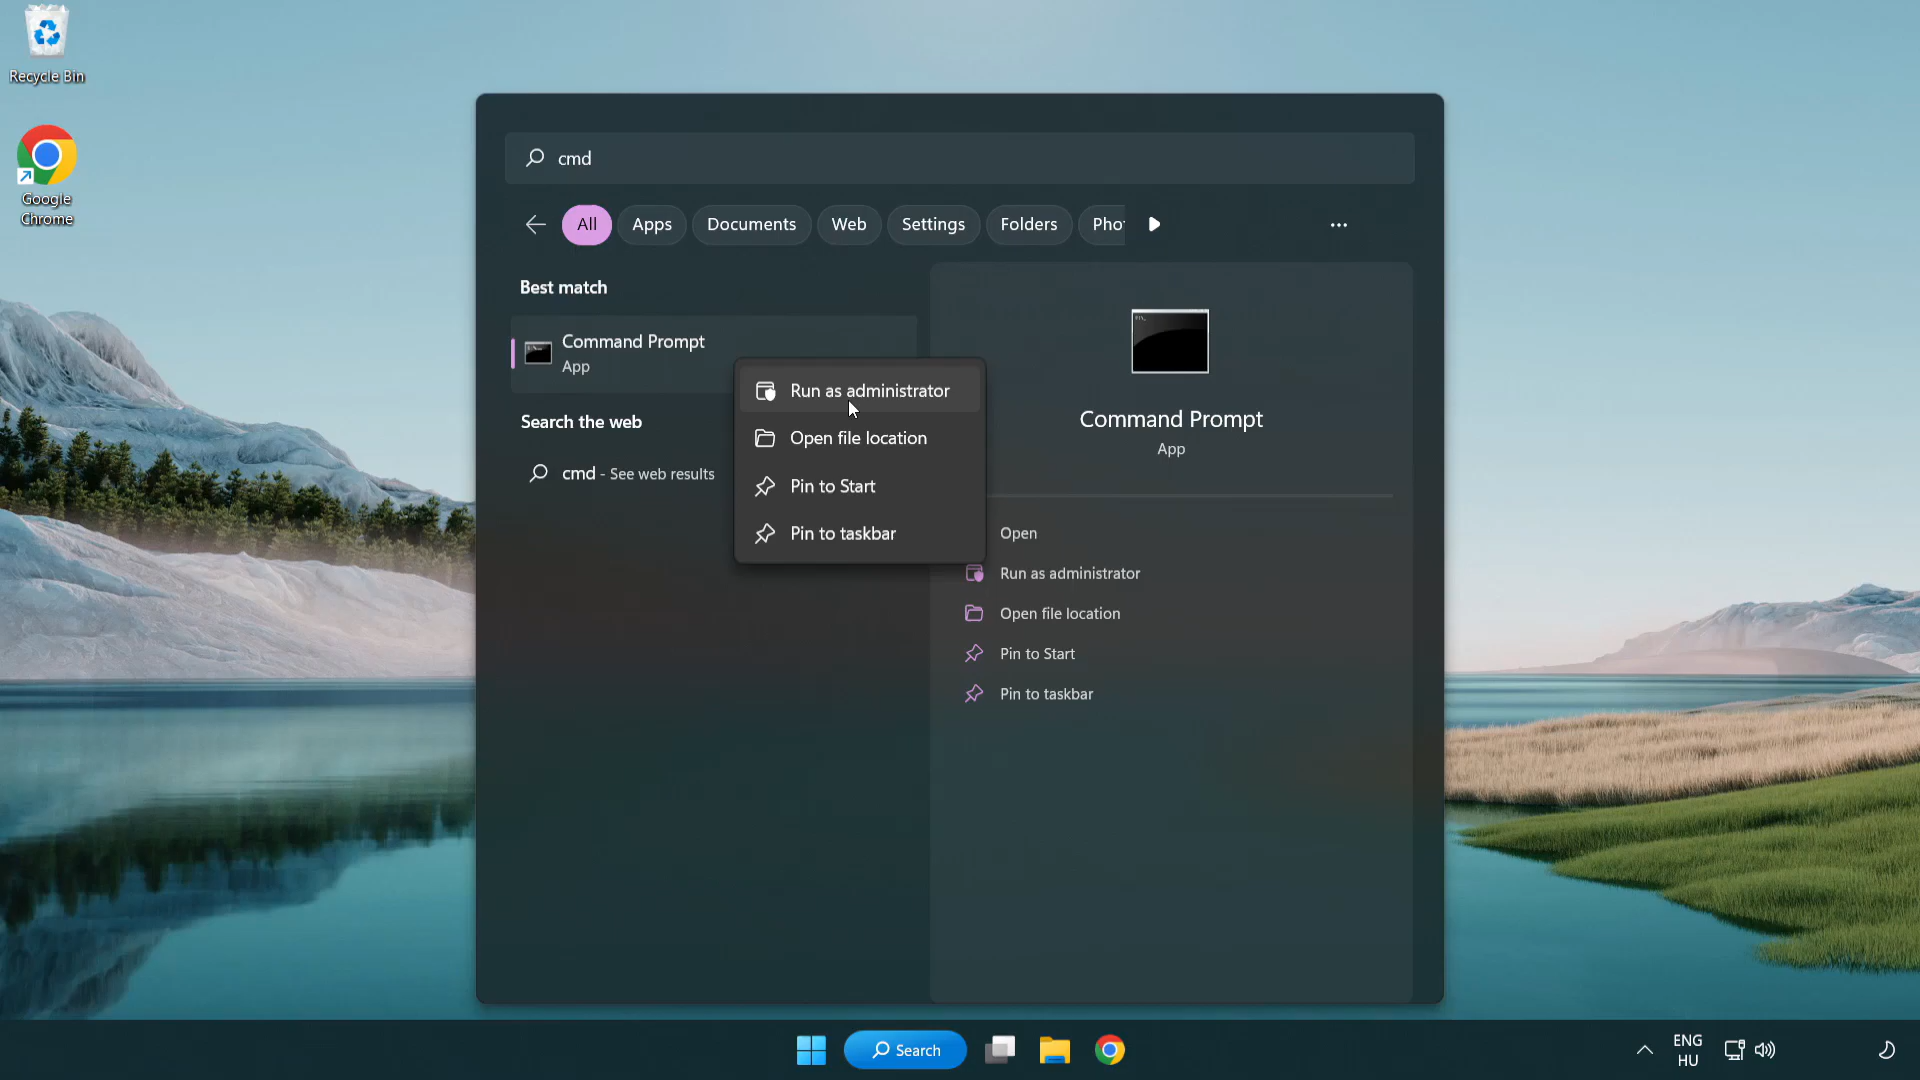 Recycle Bin
Google
Chrome
cmd
All
Apps
Documents
Web
Settings
Folders
Pho
Best match
Command Prompt
App
Search the web
cmd - See web results
Run as administrator
Open file location
Pin to Start
Pin to taskbar
Command Prompt
App
Open
Run as administrator
Open file location
Pin to Start
Pin to taskbar
Search
ENG
HU